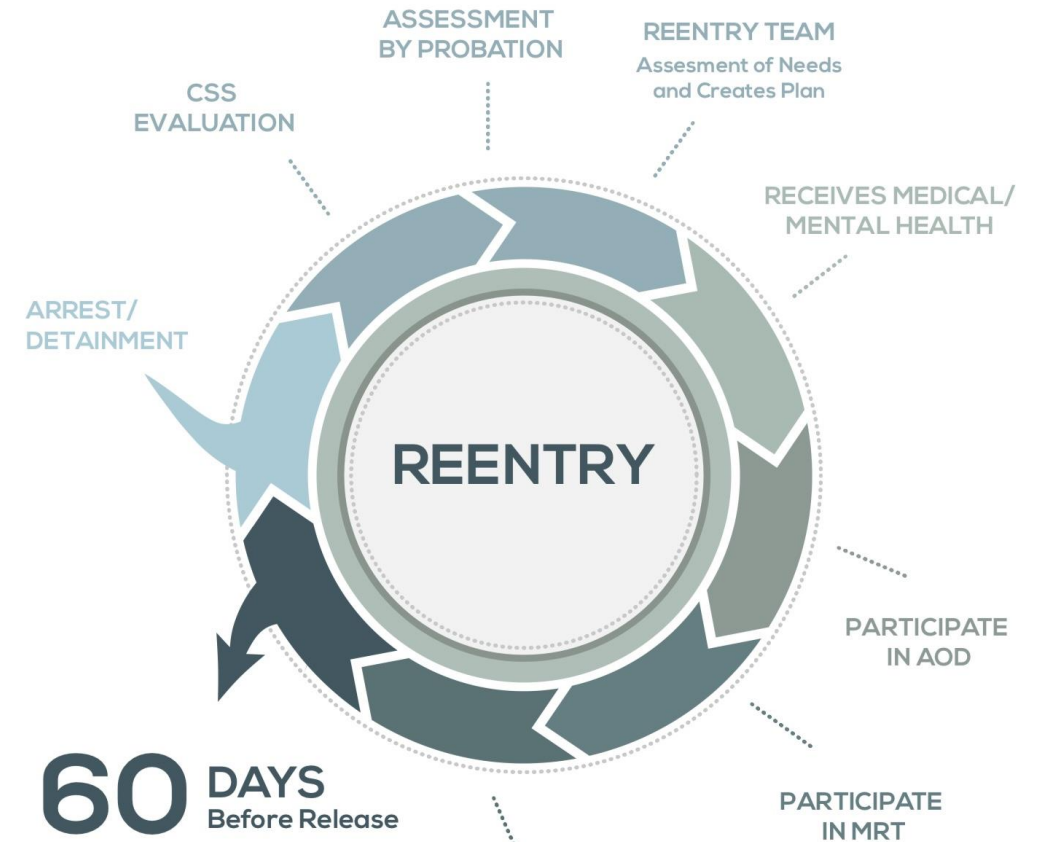 ASSESSMENT
BY PROBATION
REENTRY TEAM
Assesment of Needs
and Creates Plan
CSS
EVALUATION
RECEIVES MEDICAL/
MENTAL HEALTH
ARREST/
DETAINMENT
REENTRY
PARTICIPATE
IN AOD
PARTICIPATE
IN MRT
60 DAYS
Before Release